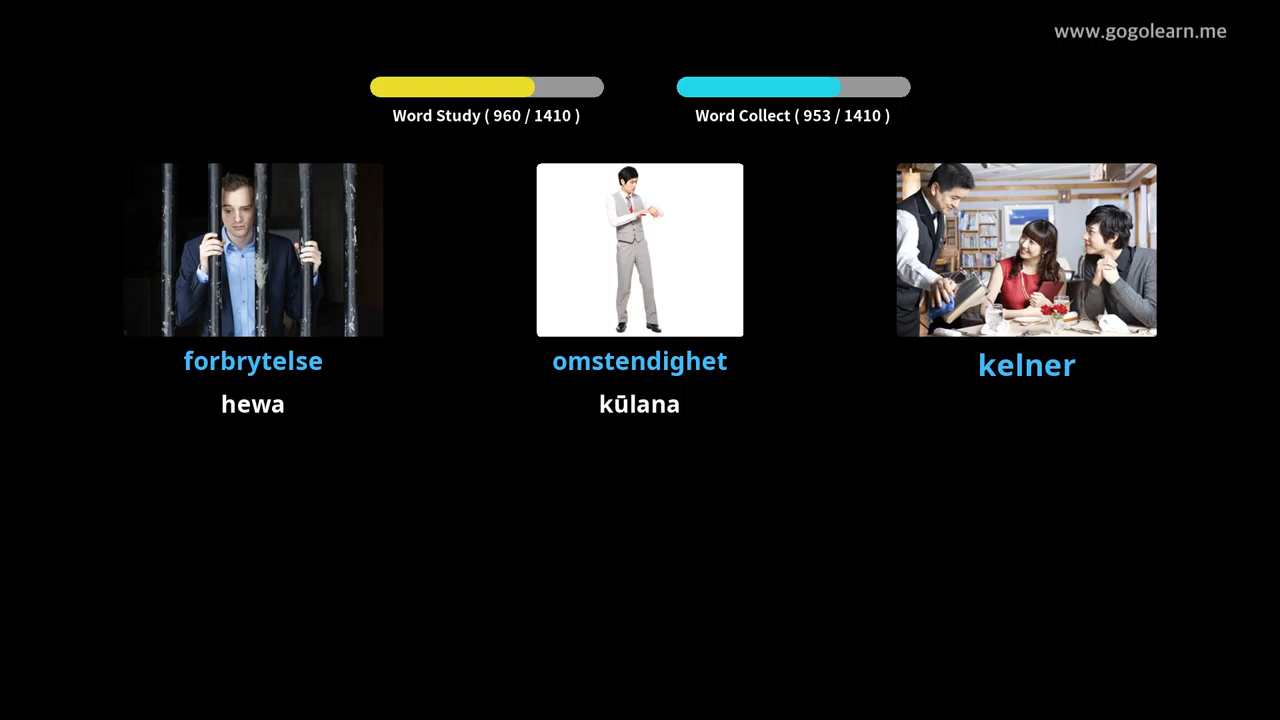 www.gogolearn.me
Word Study ( 960 / 1410 )
Word Collect ( 953 / 1410 )
forbrytelse
omstendighet
kelner
hewa
kūlana